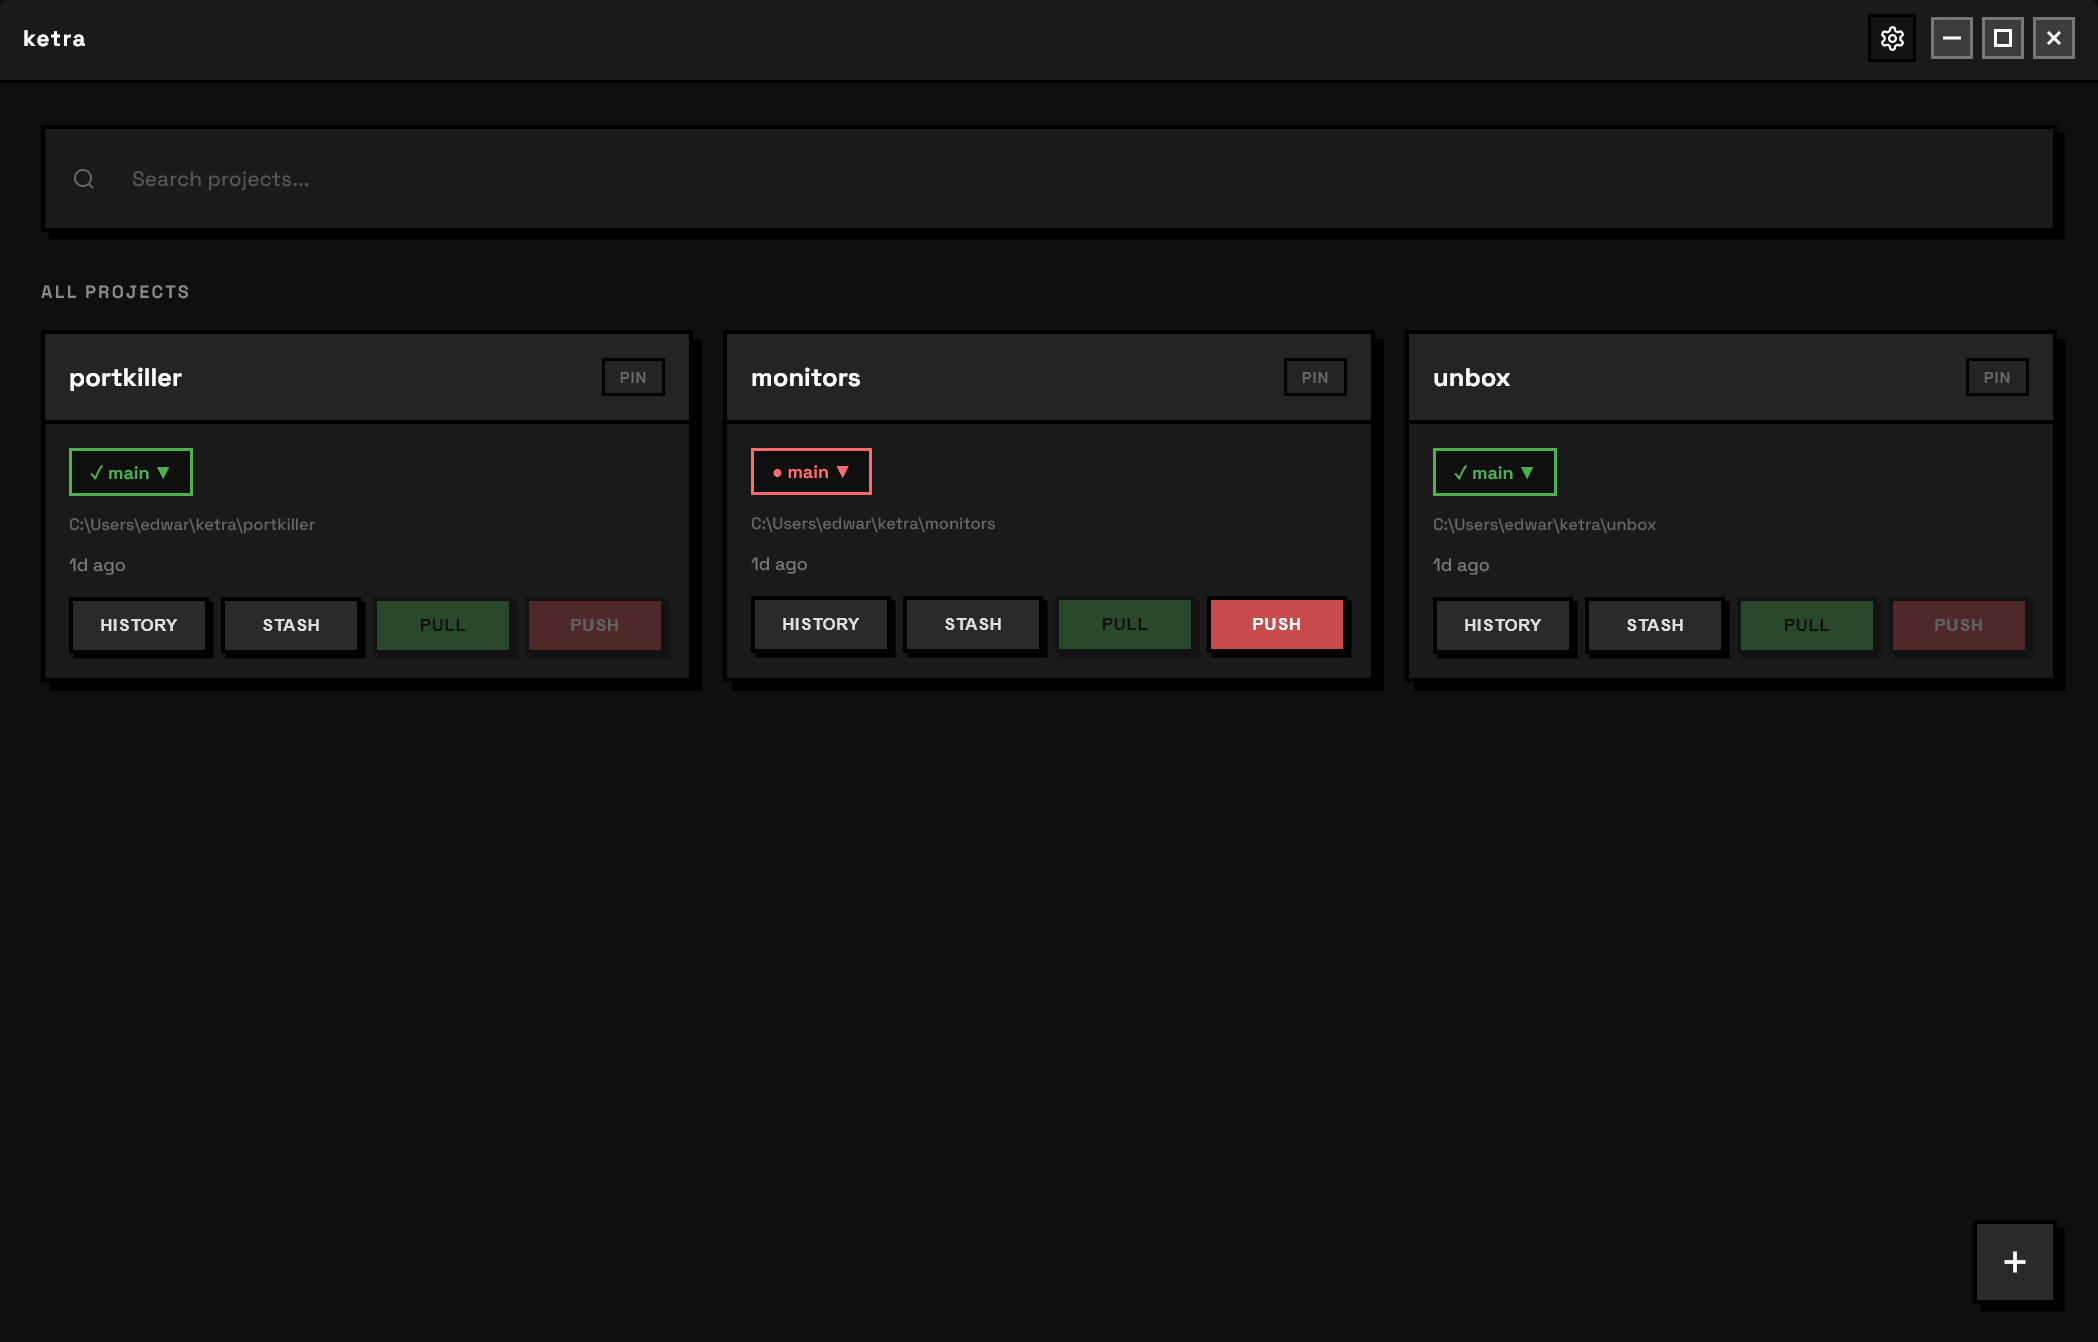 ketra
Search projects...
ALL PROJECTS
portkiller PIN
✓ main ▼
C:\Users\edwar\ketra\portkiller
1d ago
HISTORY STASH PULL PUSH
monitors PIN
● main ▼
C:\Users\edwar\ketra\monitors
1d ago
HISTORY STASH PULL PUSH
unbox PIN
✓ main ▼
C:\Users\edwar\ketra\unbox
1d ago
HISTORY STASH PULL PUSH
+